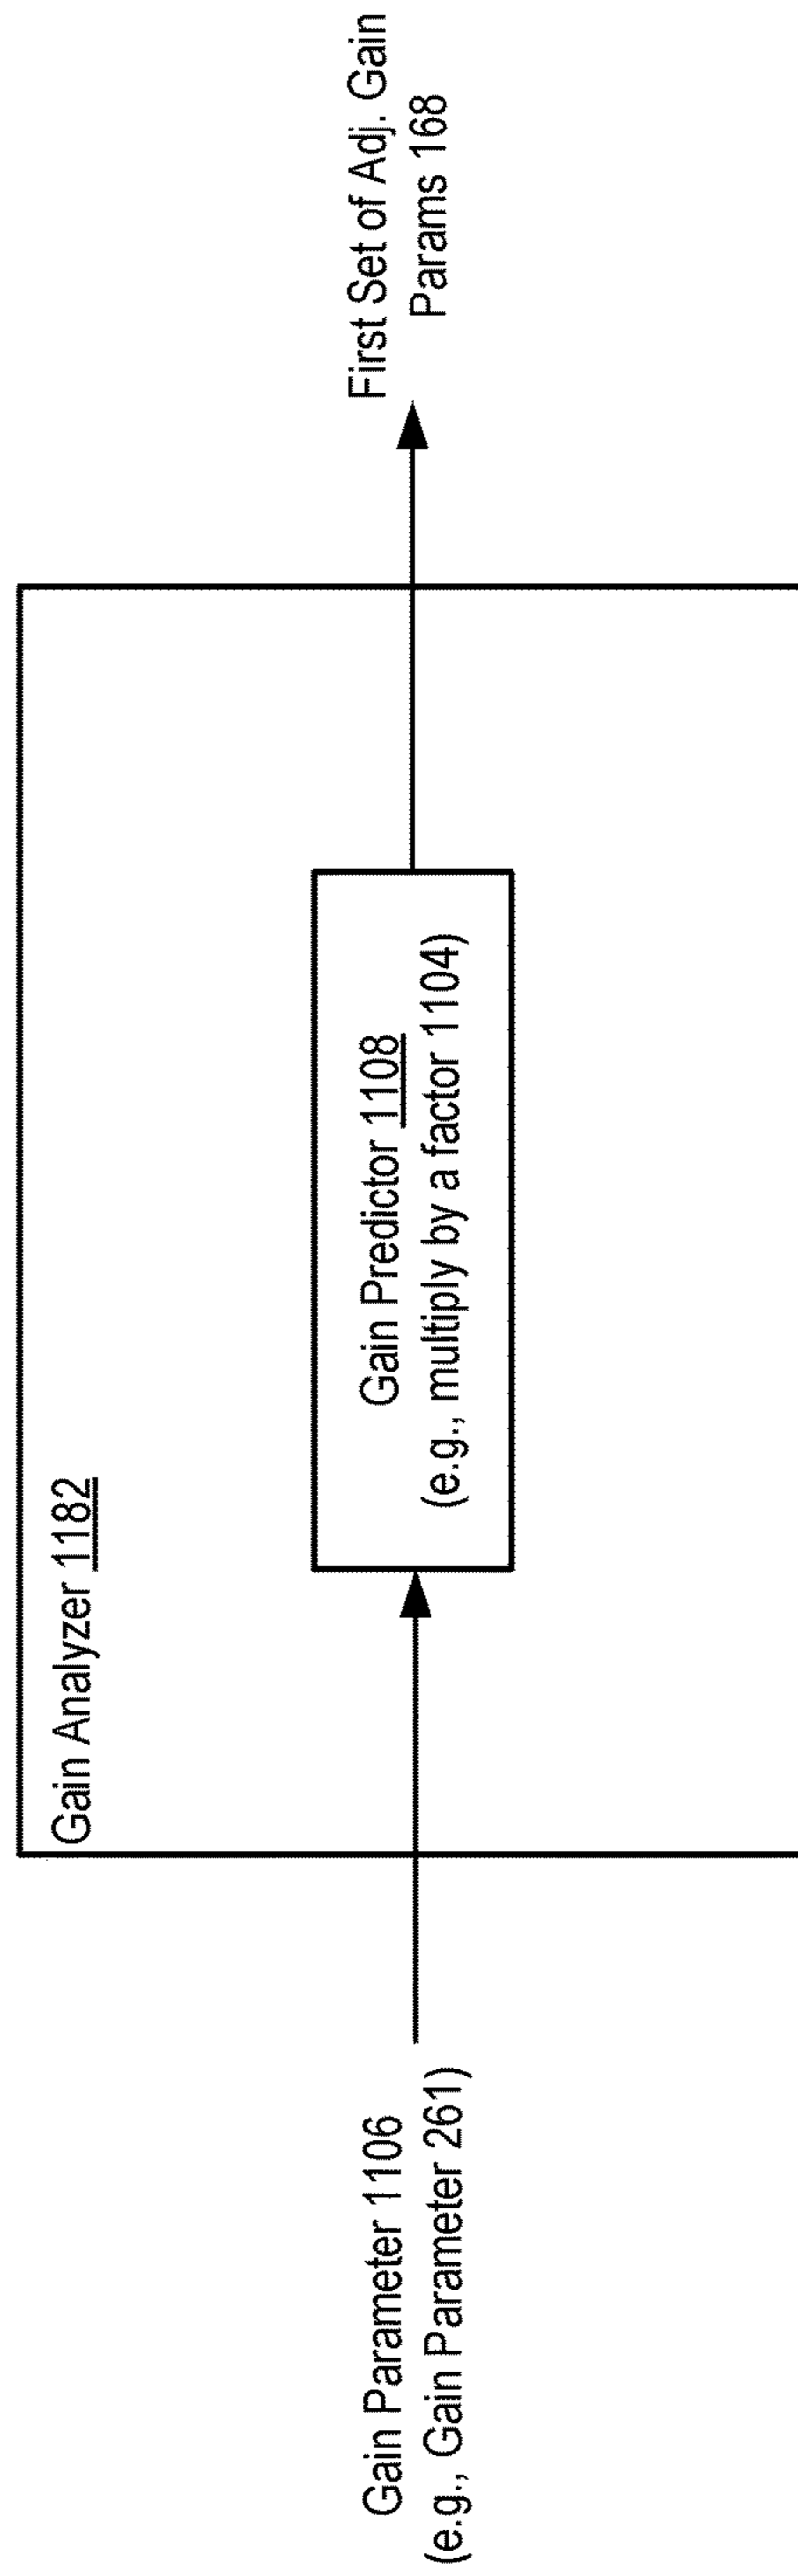 Gain Analyzer 1182
Gain Parameter 1106
(e.g., Gain Parameter 261)
Gain Predictor 1108
(e.g., multiply by a factor 1104)
First Set of Adj. Gain
Params 168